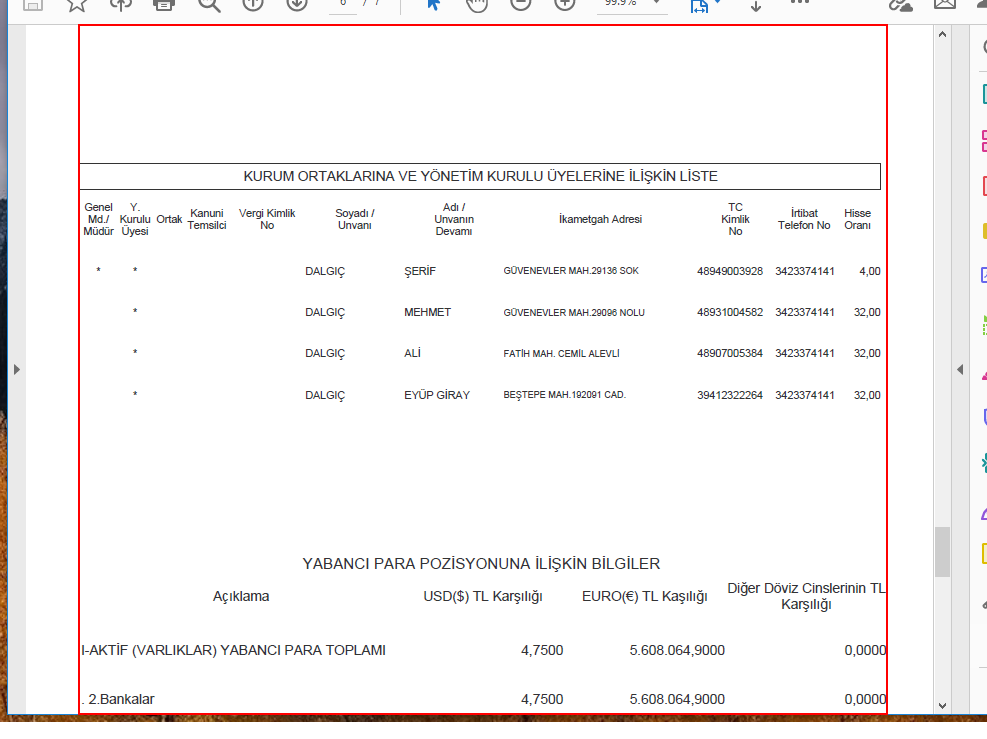 6 / 7
99.9%
KURUM ORTAKLARINA VE YÖNETİM KURULU ÜYELERİNE İLİŞKİN LİSTE
Genel Md./ Müdür Y. Kurulu Üyesi Ortak Kanuni Temsilci Vergi Kimlik No Soyadı / Unvanı Adı / Unvanın Devamı İkametgah Adresi TC Kimlik No İrtibat Telefon No Hisse Oranı
* * DALGIÇ ŞERİF GÜVENEVLER MAH.29136 SOK 48949003928 3423374141 4,00
* DALGIÇ MEHMET GÜVENEVLER MAH.29096 NOLU 48931004582 3423374141 32,00
* DALGIÇ ALİ FATİH MAH. CEMİL ALEVLİ 48907005384 3423374141 32,00
* DALGIÇ EYÜP GİRAY BEŞTEPE MAH.192091 CAD. 39412322264 3423374141 32,00
YABANCI PARA POZİSYONUNA İLİŞKİN BİLGİLER
Açıklama USD($) TL Karşılığı EURO(€) TL Kaşılığı Diğer Döviz Cinslerinin TL Karşılığı
I-AKTİF (VARLIKLAR) YABANCI PARA TOPLAMI 4,7500 5.608.064,9000 0,0000
. 2.Bankalar 4,7500 5.608.064,9000 0,0000